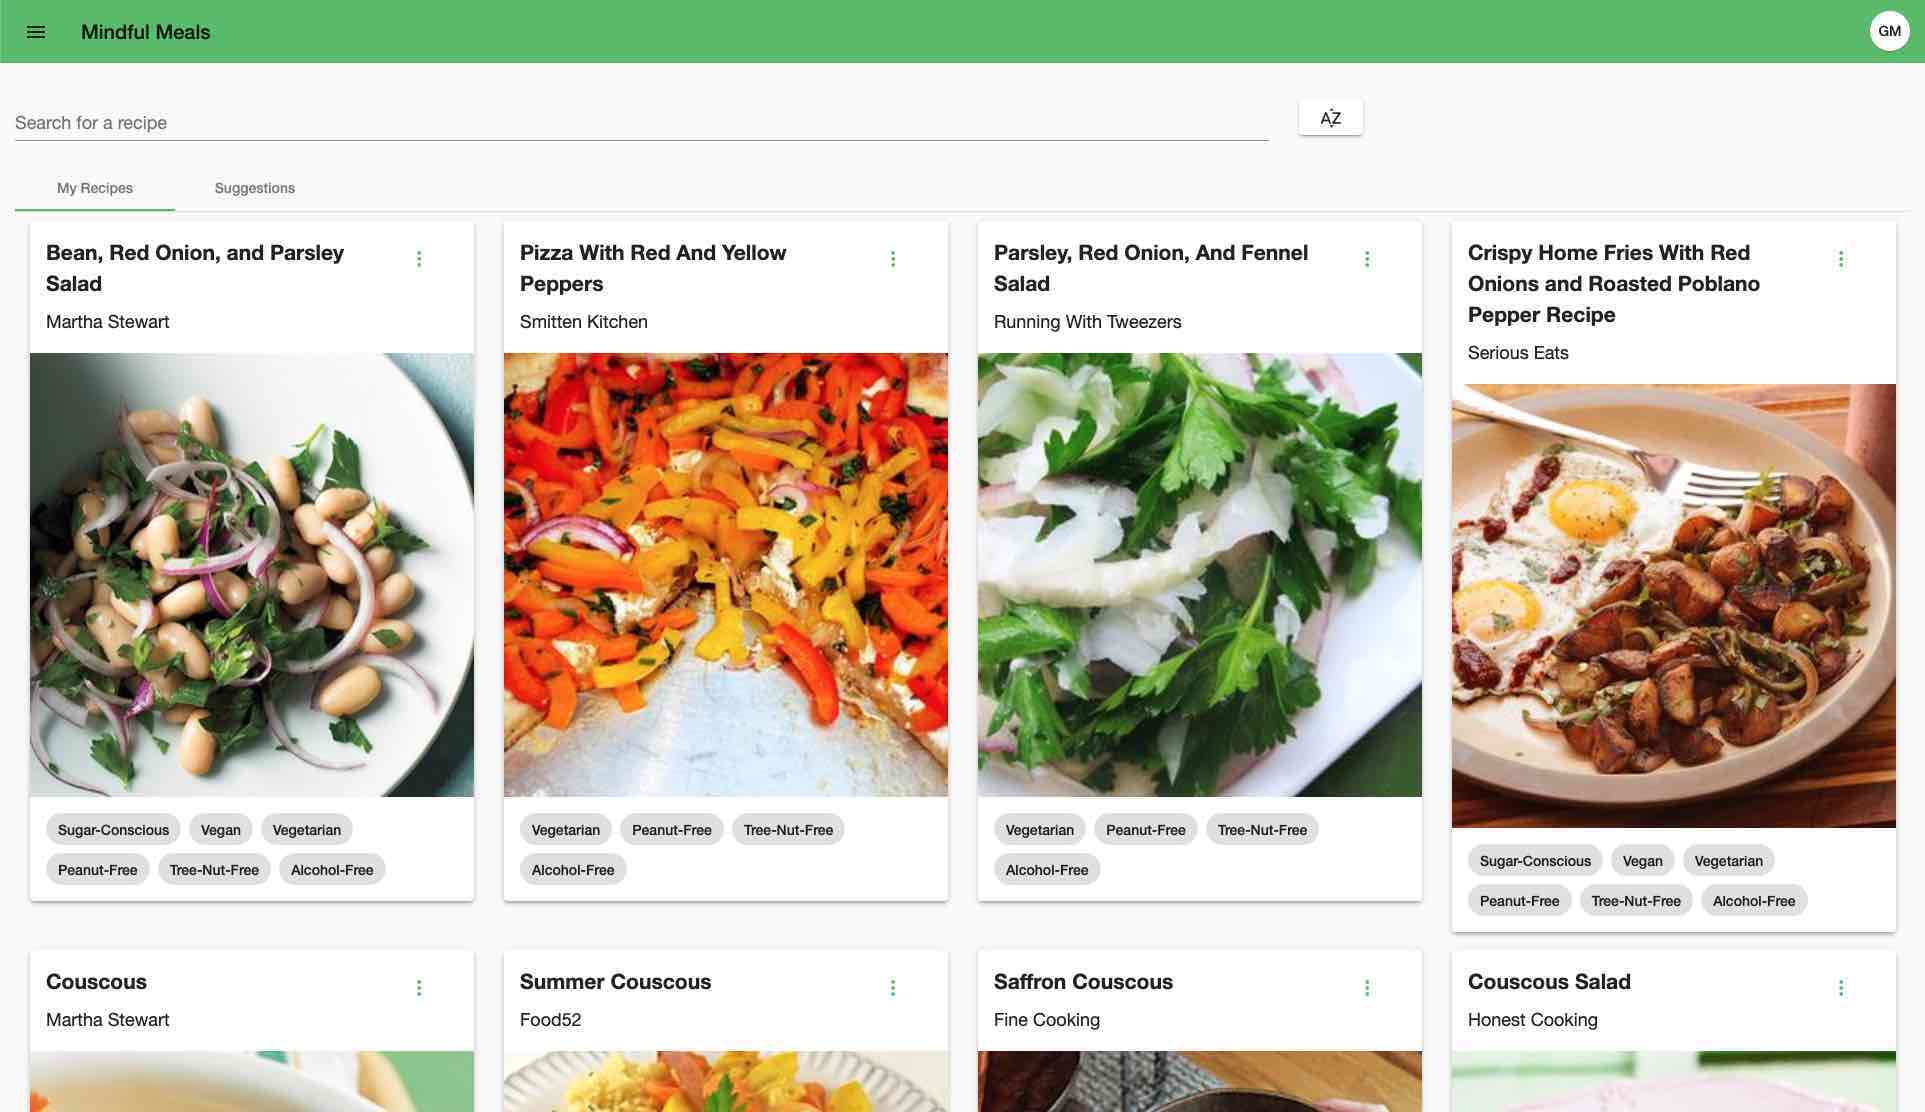 Mindful Meals
GM
Search for a recipe
AZ
My Recipes
Suggestions
Bean, Red Onion, and Parsley
Salad
Martha Stewart
Sugar-Conscious
Vegan
Vegetarian
Peanut-Free
Tree-Nut-Free
Alcohol-Free
Pizza With Red And Yellow
Peppers
Smitten Kitchen
Vegetarian
Peanut-Free
Tree-Nut-Free
Alcohol-Free
Parsley, Red Onion, And Fennel
Salad
Running With Tweezers
Vegetarian
Peanut-Free
Tree-Nut-Free
Alcohol-Free
Crispy Home Fries With Red
Onions and Roasted Poblano
Pepper Recipe
Serious Eats
Sugar-Conscious
Vegan
Vegetarian
Peanut-Free
Tree-Nut-Free
Alcohol-Free
Couscous
Martha Stewart
Summer Couscous
Food52
Saffron Couscous
Fine Cooking
Couscous Salad
Honest Cooking